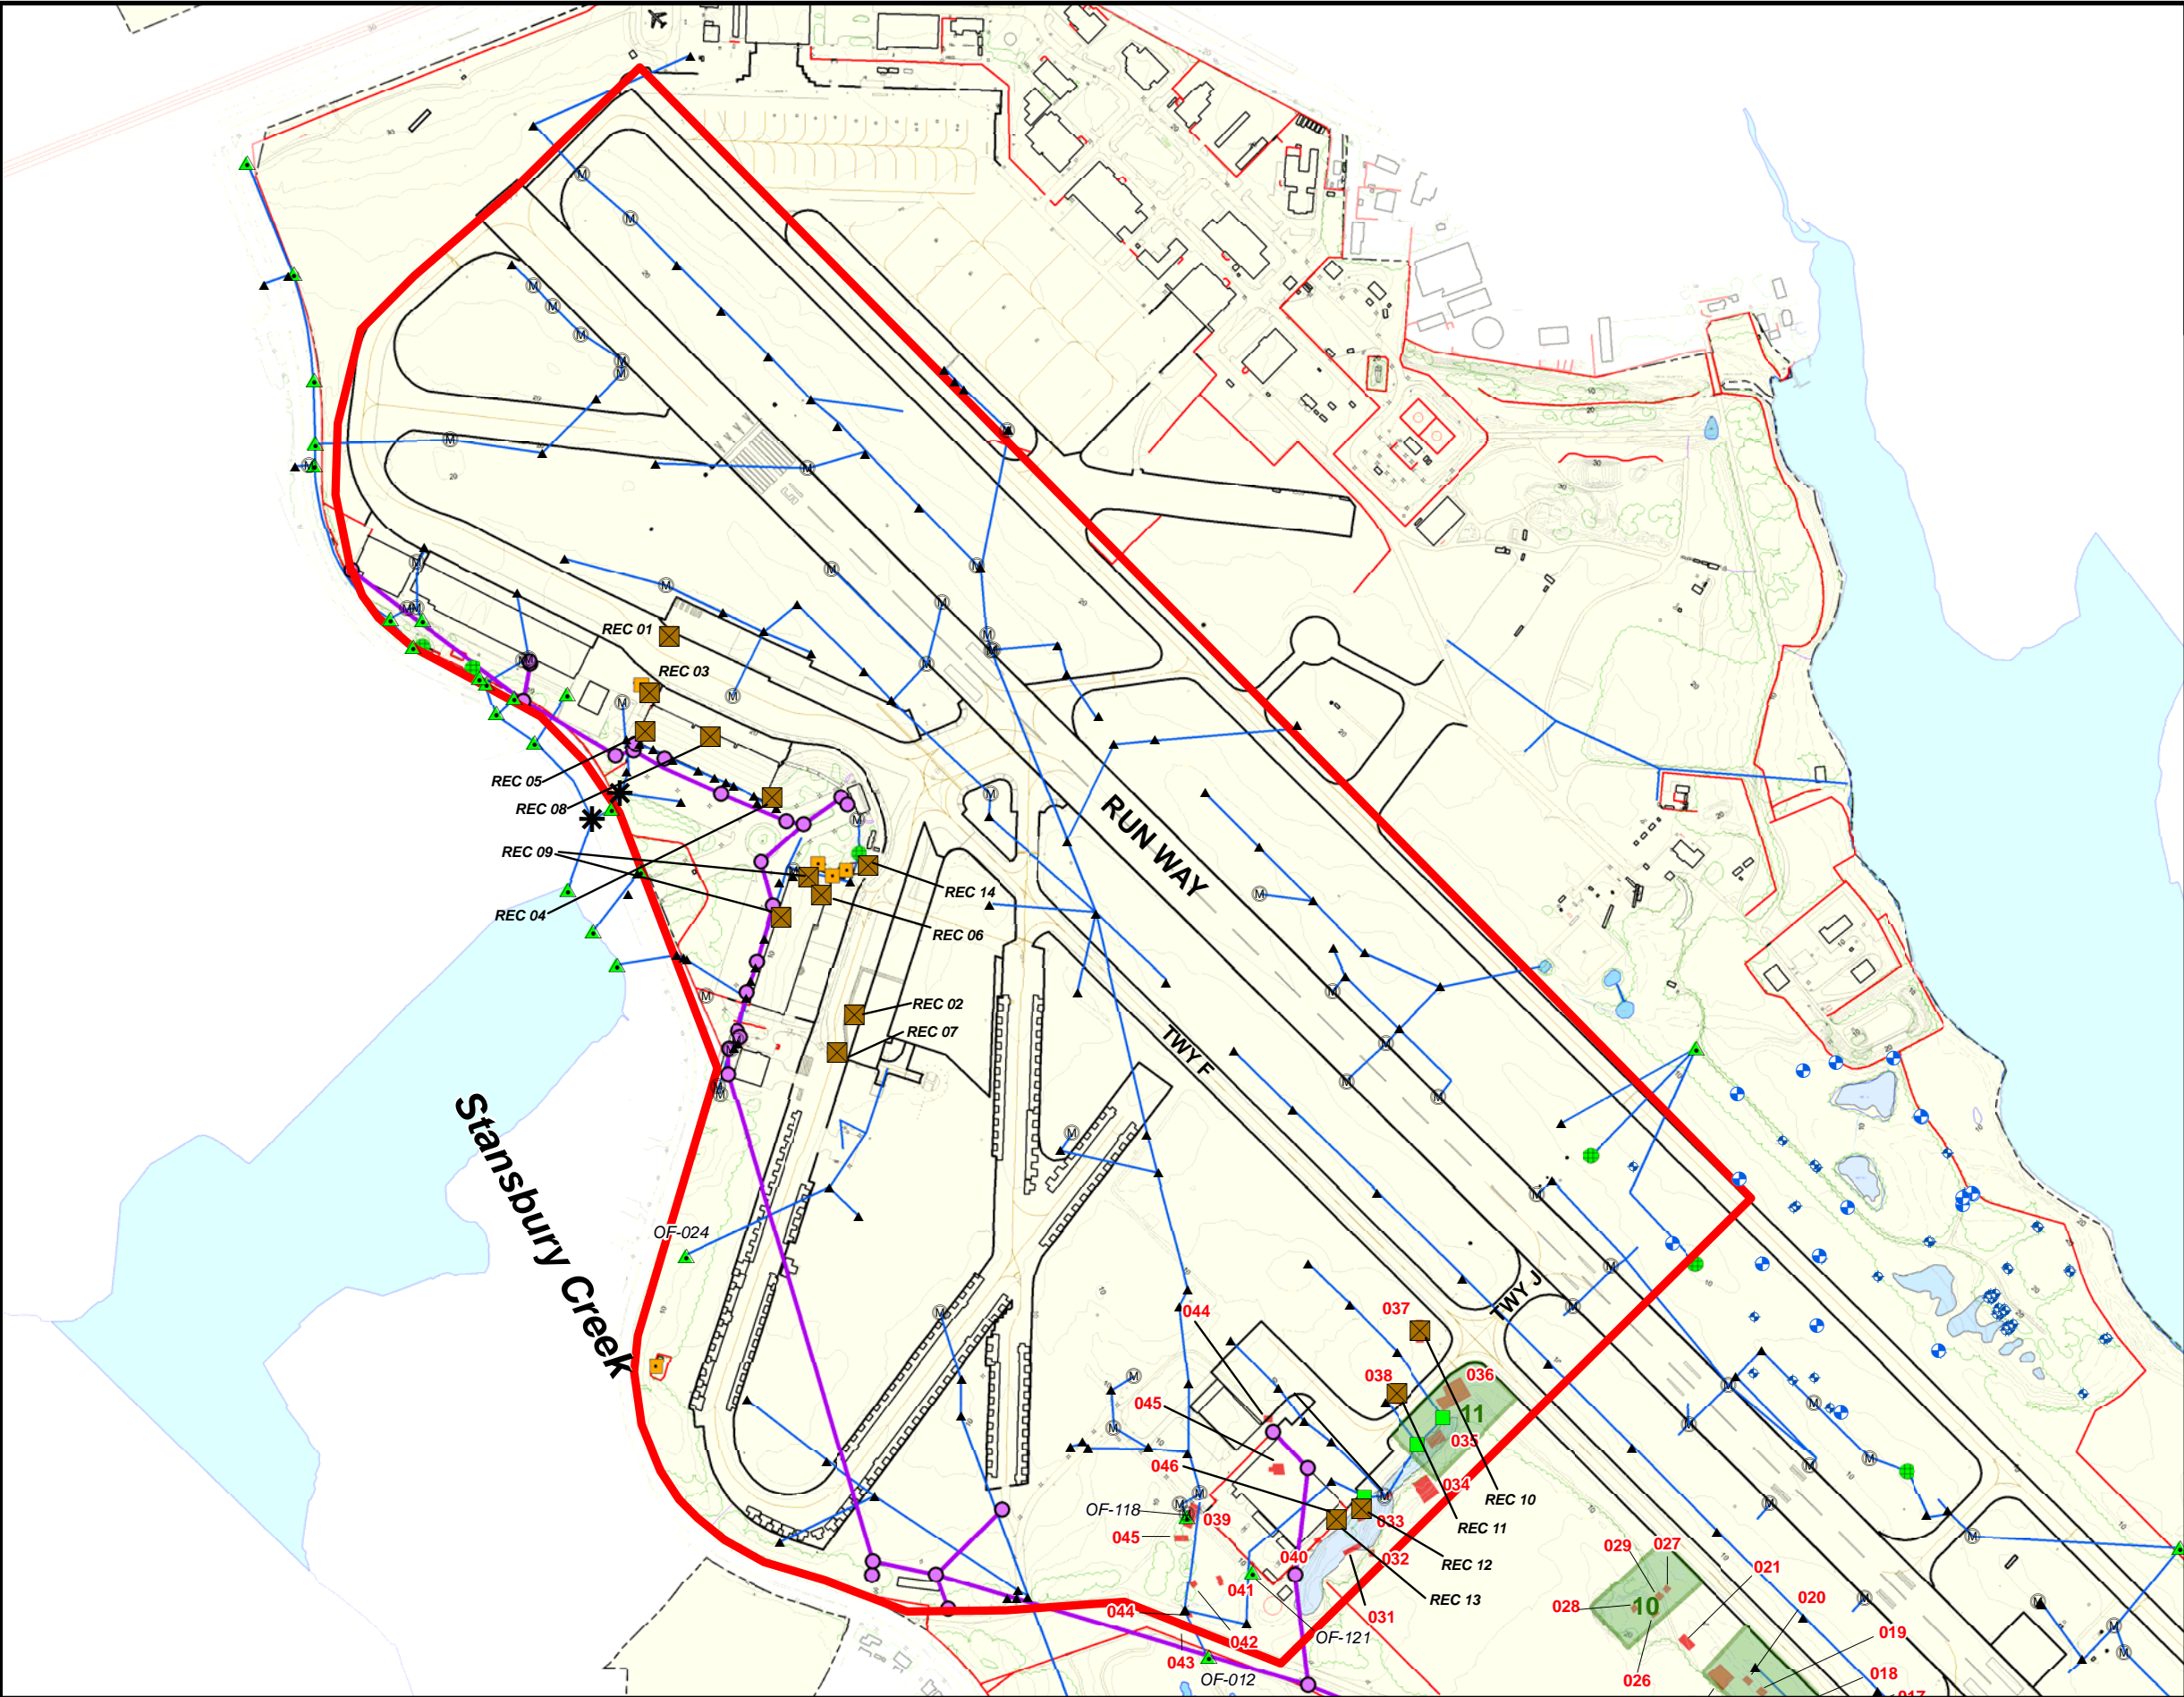 REC 01
REC 03
REC 05
REC 08
REC 09
REC 04
REC 14
REC 06
REC 02
REC 07
RUN WAY
TWY F
TWY J
Stansbury Creek
OF-024
044
037
038
036
11
045
035
046
034
REC 10
OF-118
039
033
REC 11
045
040
032
REC 12
041
REC 13
044
031
042
OF-121
043
OF-012
029
027
021
028
10
020
026
019
018
017